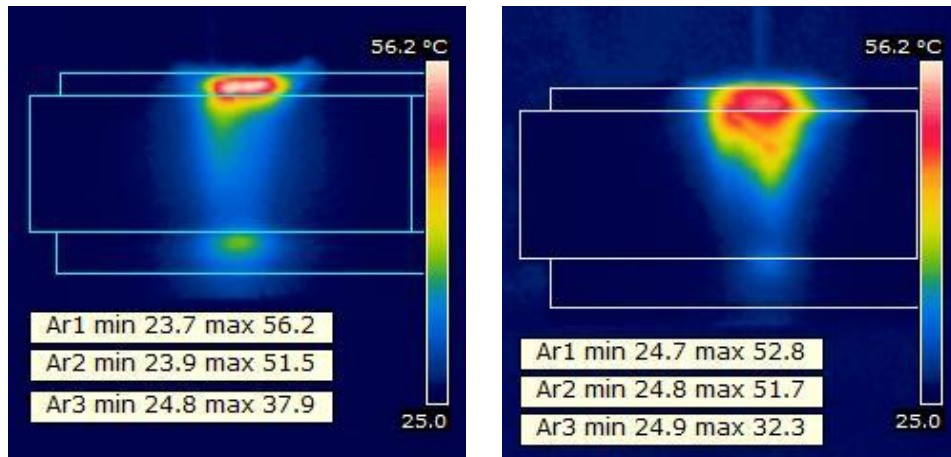 56.2 °C
Ar1 min 23.7 max 56.2
Ar2 min 23.9 max 51.5
Ar3 min 24.8 max 37.9
25.0
56.2 °C
Ar1 min 24.7 max 52.8
Ar2 min 24.8 max 51.7
Ar3 min 24.9 max 32.3
25.0